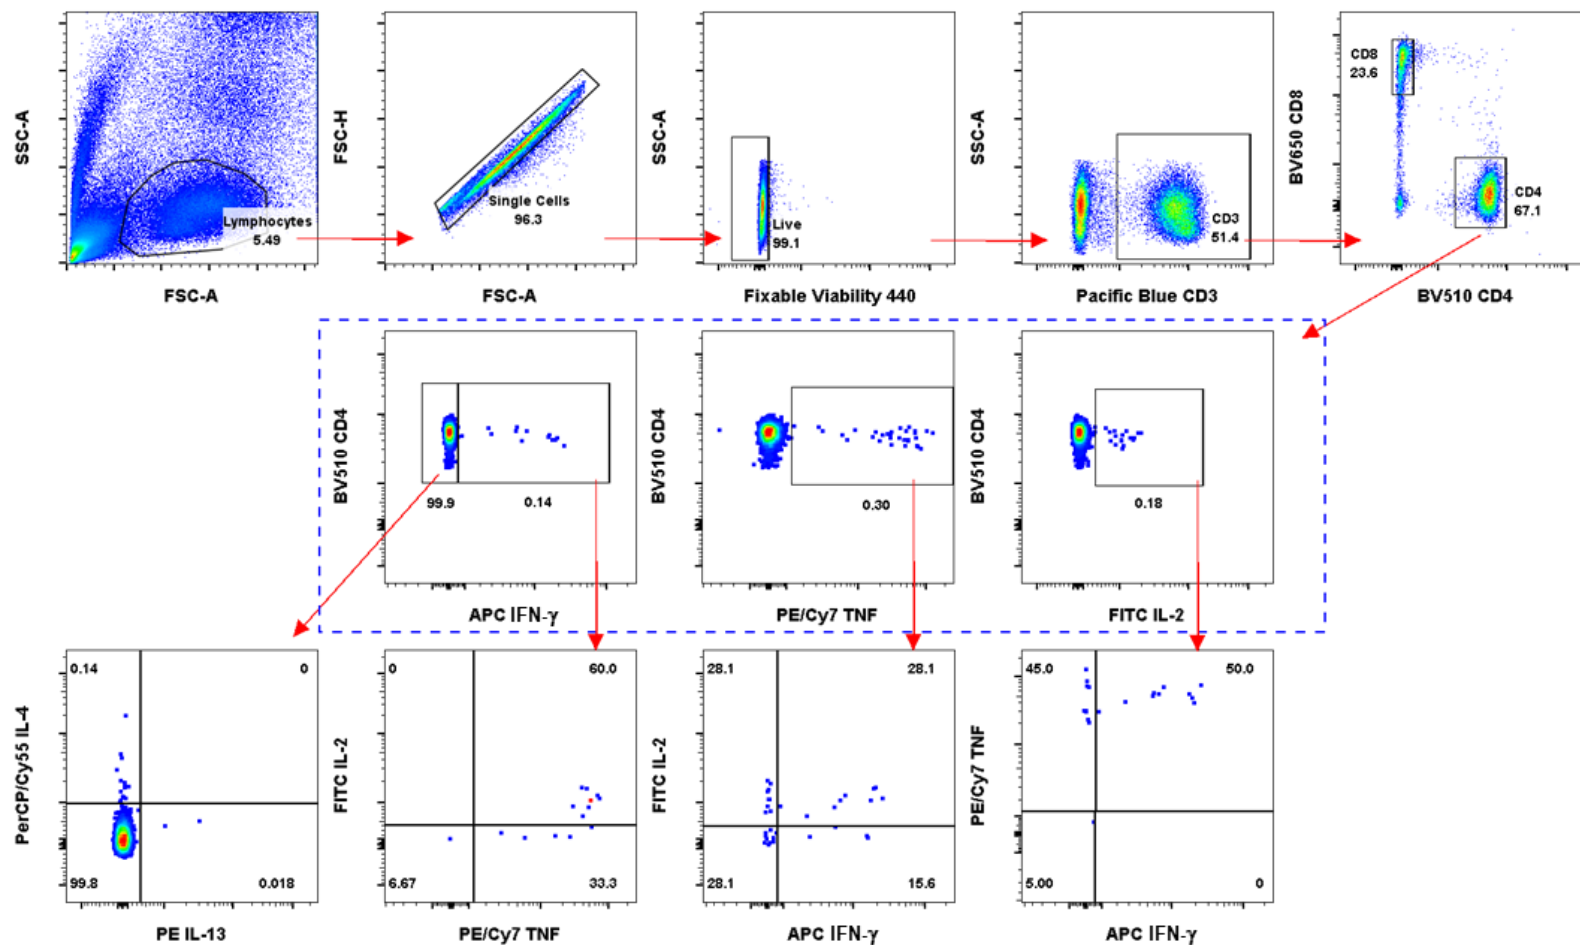 SSC-A
Lymphocytes
5.49
FSC-A
FSC-H
Single Cells
96.3
FSC-A
SSC-A
Live
99.1
Fixable Viability 440
SSC-A
CD3
51.4
Pacific Blue CD3
BV650 CD8
CD8
23.6
CD4
67.1
BV510 CD4
BV510 CD4
99.9
0.14
APC IFN-γ
BV510 CD4
0.30
PE/Cy7 TNF
BV510 CD4
0.18
FITC IL-2
PerCP/Cy55 IL-4
0.14
0
99.8
0.018
PE IL-13
FITC IL-2
0
60.0
6.67
33.3
PE/Cy7 TNF
FITC IL-2
28.1
28.1
28.1
15.6
APC IFN-γ
PE/Cy7 TNF
45.0
50.0
5.00
0
APC IFN-γ